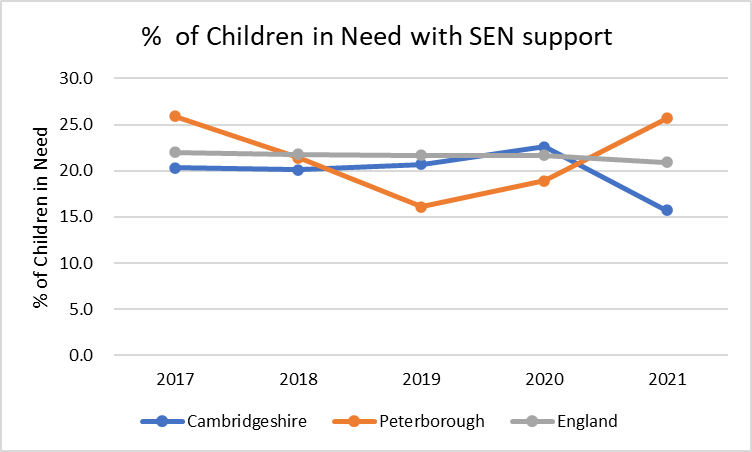 %  of Children in Need with SEN support
% of Children in Need
30.0
25.0
20.0
15.0
10.0
5.0
0.0
2017 2018 2019 2020 2021
Cambridgeshire Peterborough England